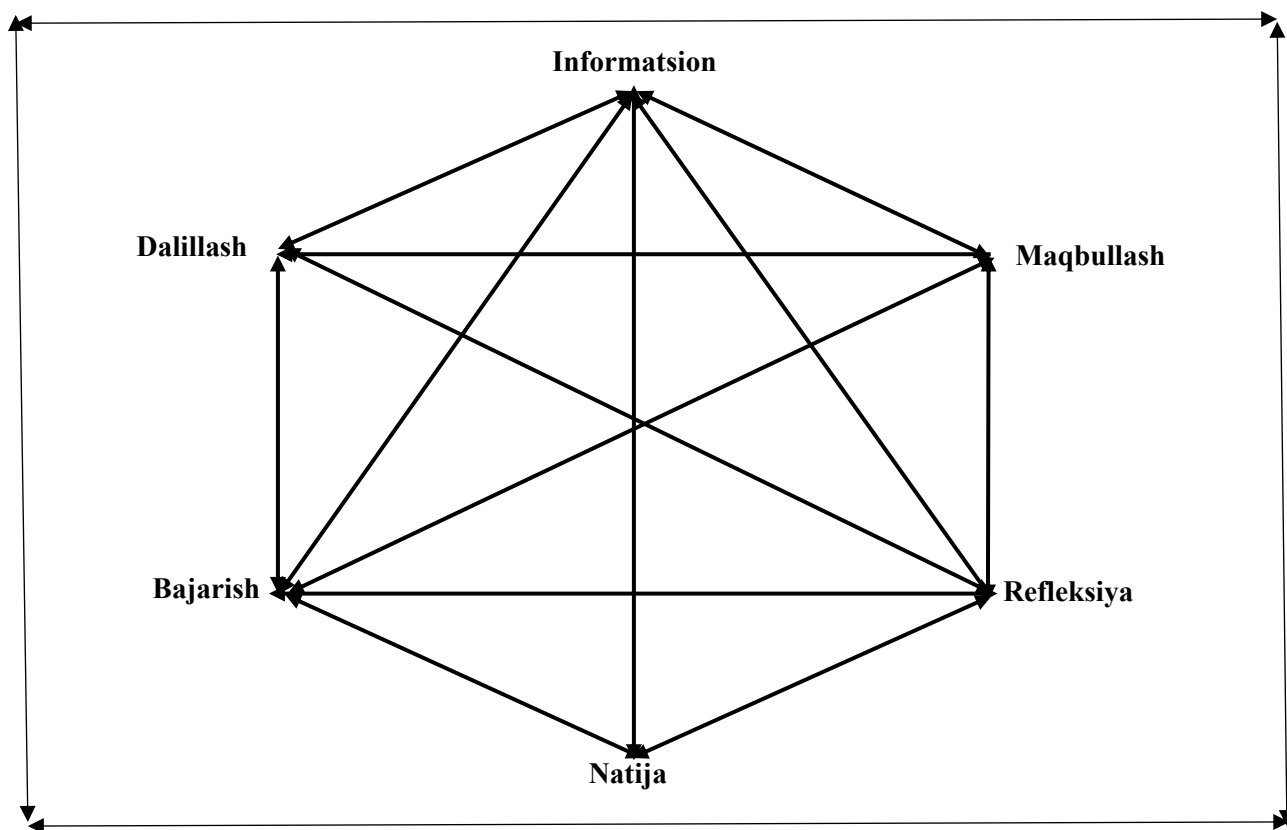 Informatsion
Dalillash
Maqbullash
Bajarish
Refleksiya
Natija